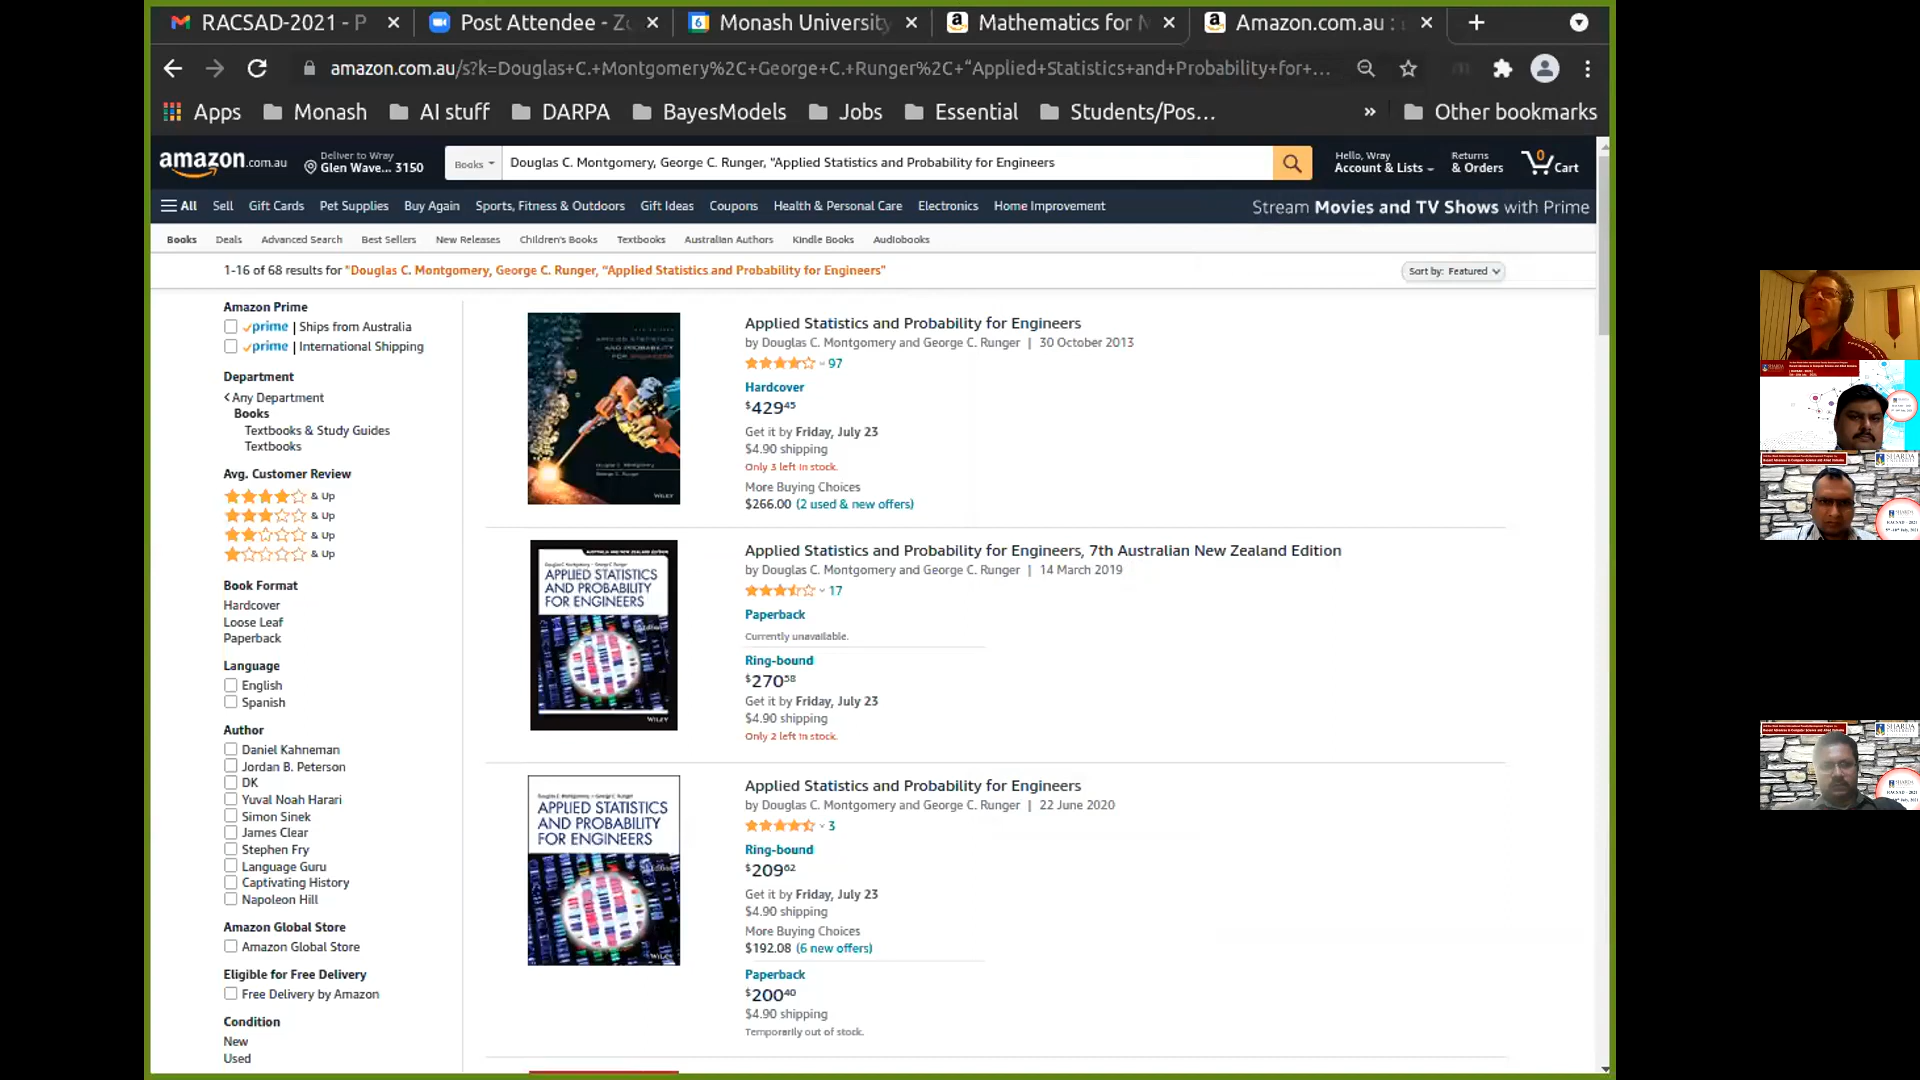 RACSAD-2021 - P
Post Attendee - Zo
Monash University
Mathematics for M
Amazon.com.au :
amazon.com.au/s?k=Douglas+C.+Montgomery%2C+George+C.+Runger%2C+“Applied+Statistics+and+Probability+for+...
Apps
Monash
AI stuff
DARPA
BayesModels
Jobs
Essential
Students/Pos...
»
Other bookmarks
amazon.com.au
Deliver to Wray
Glen Wave... 3150
Books
Douglas C. Montgomery, George C. Runger, “Applied Statistics and Probability for Engineers
Hello, Wray
Account & Lists
Returns
& Orders
0
Cart
All
Sell
Gift Cards
Pet Supplies
Buy Again
Sports, Fitness & Outdoors
Gift Ideas
Coupons
Health & Personal Care
Electronics
Home Improvement
Stream Movies and TV Shows with Prime
Books
Deals
Advanced Search
Best Sellers
New Releases
Children's Books
Textbooks
Australian Authors
Kindle Books
Audiobooks
1-16 of 68 results for "Douglas C. Montgomery, George C. Runger, “Applied Statistics and Probability for Engineers"
Sort by: Featured
Amazon Prime
prime | Ships from Australia
prime | International Shipping
Department
Any Department
Books
Textbooks & Study Guides
Textbooks
Avg. Customer Review
& Up
& Up
& Up
& Up
Book Format
Hardcover
Loose Leaf
Paperback
Language
English
Spanish
Author
Daniel Kahneman
Jordan B. Peterson
DK
Yuval Noah Harari
Simon Sinek
James Clear
Stephen Fry
Language Guru
Captivating History
Napoleon Hill
Amazon Global Store
Amazon Global Store
Eligible for Free Delivery
Free Delivery by Amazon
Condition
New
Used
APPLIED STATISTICS
AND PROBABILITY
FOR ENGINEERS
WILEY
Applied Statistics and Probability for Engineers
by Douglas C. Montgomery and George C. Runger | 30 October 2013
97
Hardcover
$429.45
Get it by Friday, July 23
$4.90 shipping
Only 3 left in stock.
More Buying Choices
$266.00 (2 used & new offers)
AUSTRALIA AND NEW ZEALAND EDITION
APPLIED STATISTICS
AND PROBABILITY
FOR ENGINEERS
WILEY
Applied Statistics and Probability for Engineers, 7th Australian New Zealand Edition
by Douglas C. Montgomery and George C. Runger | 14 March 2019
17
Paperback
Currently unavailable.
Ring-bound
$270.58
Get it by Friday, July 23
$4.90 shipping
Only 2 left in stock.
APPLIED STATISTICS
AND PROBABILITY
FOR ENGINEERS
WILEY
Applied Statistics and Probability for Engineers
by Douglas C. Montgomery and George C. Runger | 22 June 2020
3
Ring-bound
$209.62
Get it by Friday, July 23
$4.90 shipping
More Buying Choices
$192.08 (6 new offers)
Paperback
$200.40
$4.90 shipping
Temporarily out of stock.
SHARDA